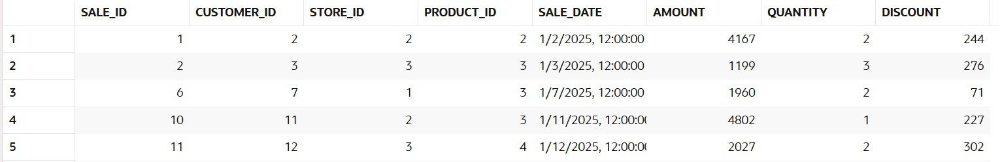 SALE_ID CUSTOMER_ID STORE_ID PRODUCT_ID SALE_DATE AMOUNT QUANTITY DISCOUNT
1 1 2 2 2 1/2/2025, 12:00:00 4167 2 244
2 2 3 3 3 1/3/2025, 12:00:00 1199 3 276
3 6 7 1 3 1/7/2025, 12:00:00 1960 2 71
4 10 11 2 3 1/11/2025, 12:00:0 4802 1 227
5 11 12 3 4 1/12/2025, 12:00:0 2027 2 302